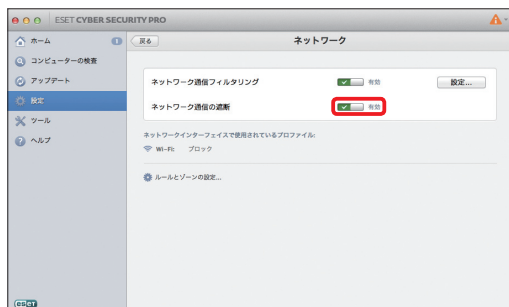 ESET CYBER SECURITY PRO
ホーム
1
戻る
ネットワーク
コンピューターの検査
アップデート
設定
ツール
ヘルプ
ネットワーク通信フィルタリング
有効
設定...
ネットワーク通信の遮断
有効
ネットワークインターフェイスで使用されているプロファイル:
Wi-Fi: ブロック
ルールとゾーンの設定...
eseT